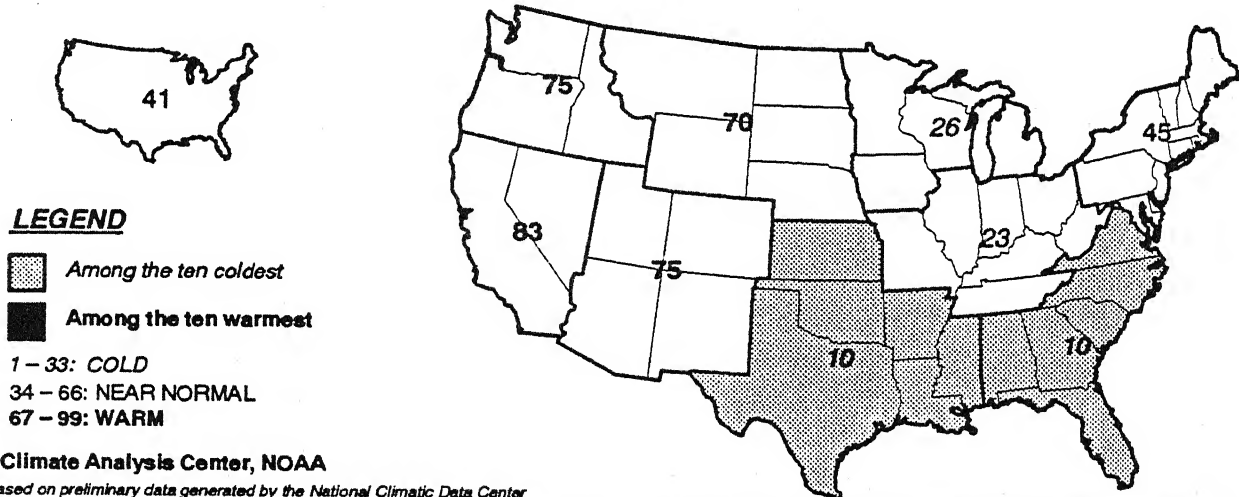 41
75
70
26
45
83
75
23
10
10
LEGEND
Among the ten coldest
Among the ten warmest
1 – 33: COLD
34 – 66: NEAR NORMAL
67 – 99: WARM
Climate Analysis Center, NOAA
ased on preliminary data generated by the National Climatic Data Center